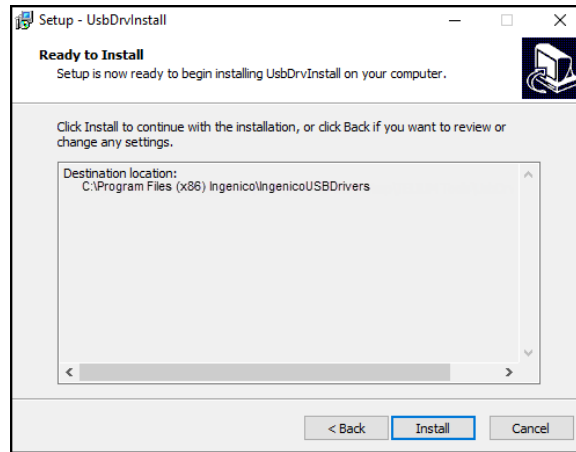 Setup - UsbDrvInstall
Ready to Install
Setup is now ready to begin installing UsbDrvInstall on your computer.
Click Install to continue with the installation, or click Back if you want to review or
change any settings.
Destination location:
C:\Program Files (x86) Ingenico\IngenicoUSBDrivers
< Back
Install
Cancel